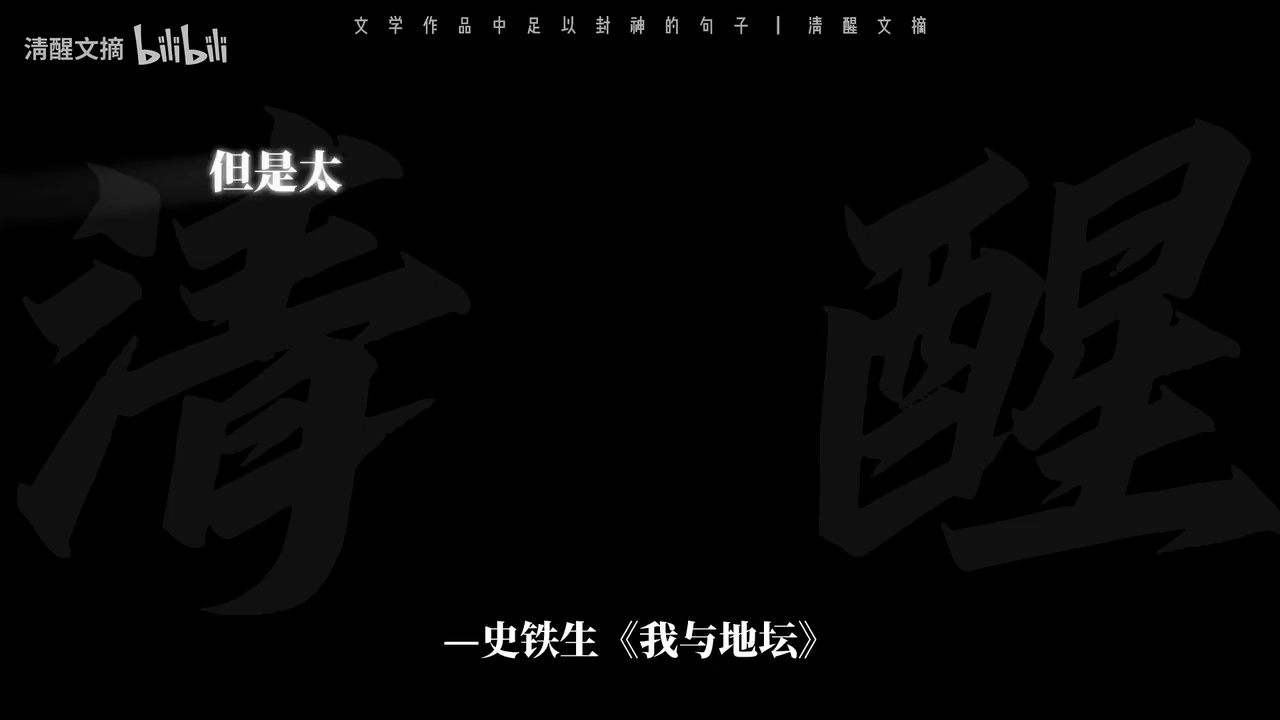 文学作品中足以封神的句子 | 清醒文摘
清醒文摘 bilibili
但是太
清醒
—史铁生《我与地坛》